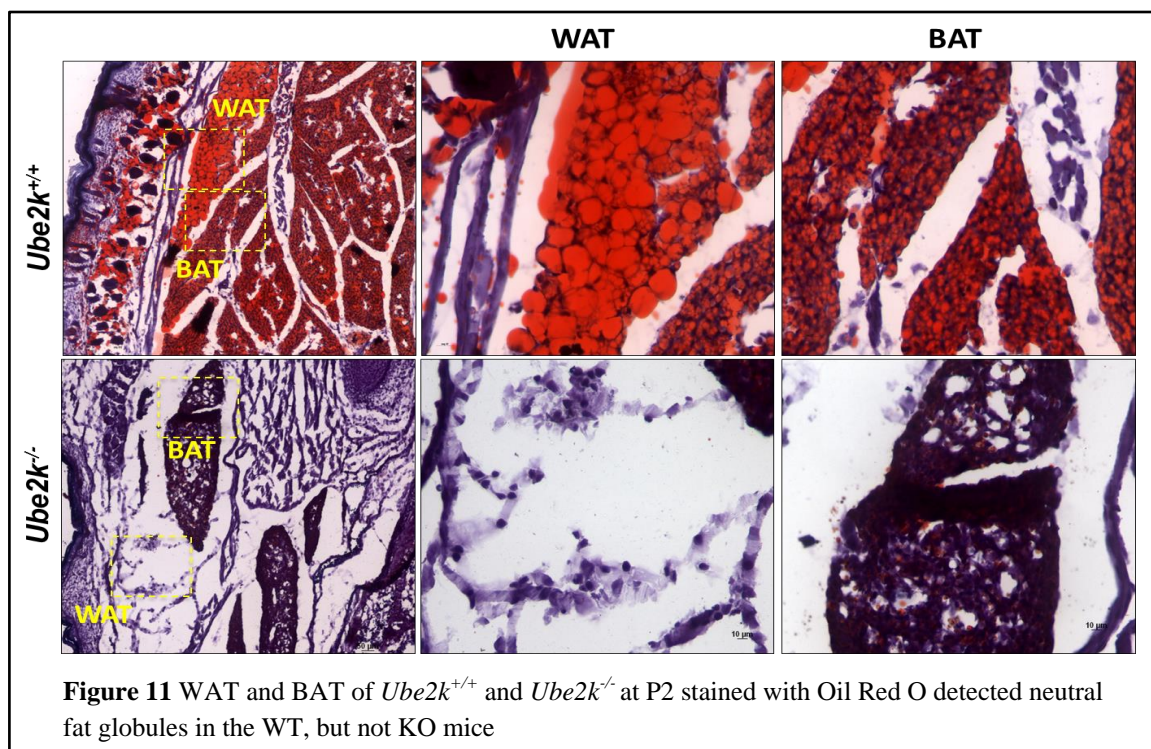 WAT BAT
Ube2k+/+
WAT
BAT
Ube2k-/-
BAT
WAT
10 µm
10 µm
Figure 11 WAT and BAT of Ube2k+/+ and Ube2k-/- at P2 stained with Oil Red O detected neutral
fat globules in the WT, but not KO mice